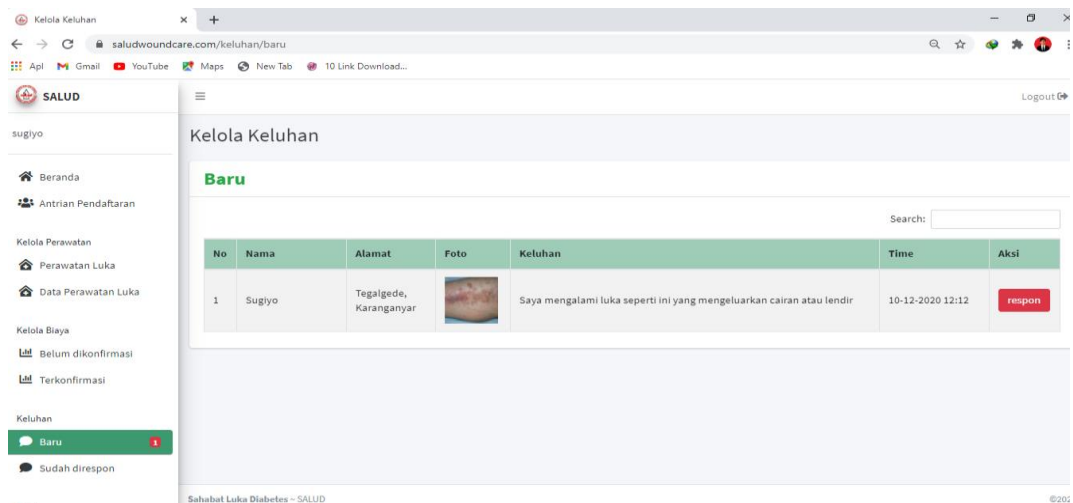 Kelola Keluhan
saludwoundcare.com/keluhan/baru
Apl Gmail YouTube Maps New Tab 10 Link Download...
SALUD
Logout
sugiyo
Kelola Keluhan
Beranda
Antrian Pendaftaran
Kelola Perawatan
Perawatan Luka
Data Perawatan Luka
Kelola Biaya
Belum dikonfirmasi
Terkonfirmasi
Keluhan
Baru 1
Sudah direspon
Baru
Search:
No Nama Alamat Foto Keluhan Time Aksi
1 Sugiyo Tegalgede, Karanganyar Saya mengalami luka seperti ini yang mengeluarkan cairan atau lendir 10-12-2020 12:12 respon
Sahabat Luka Diabetes - SALUD